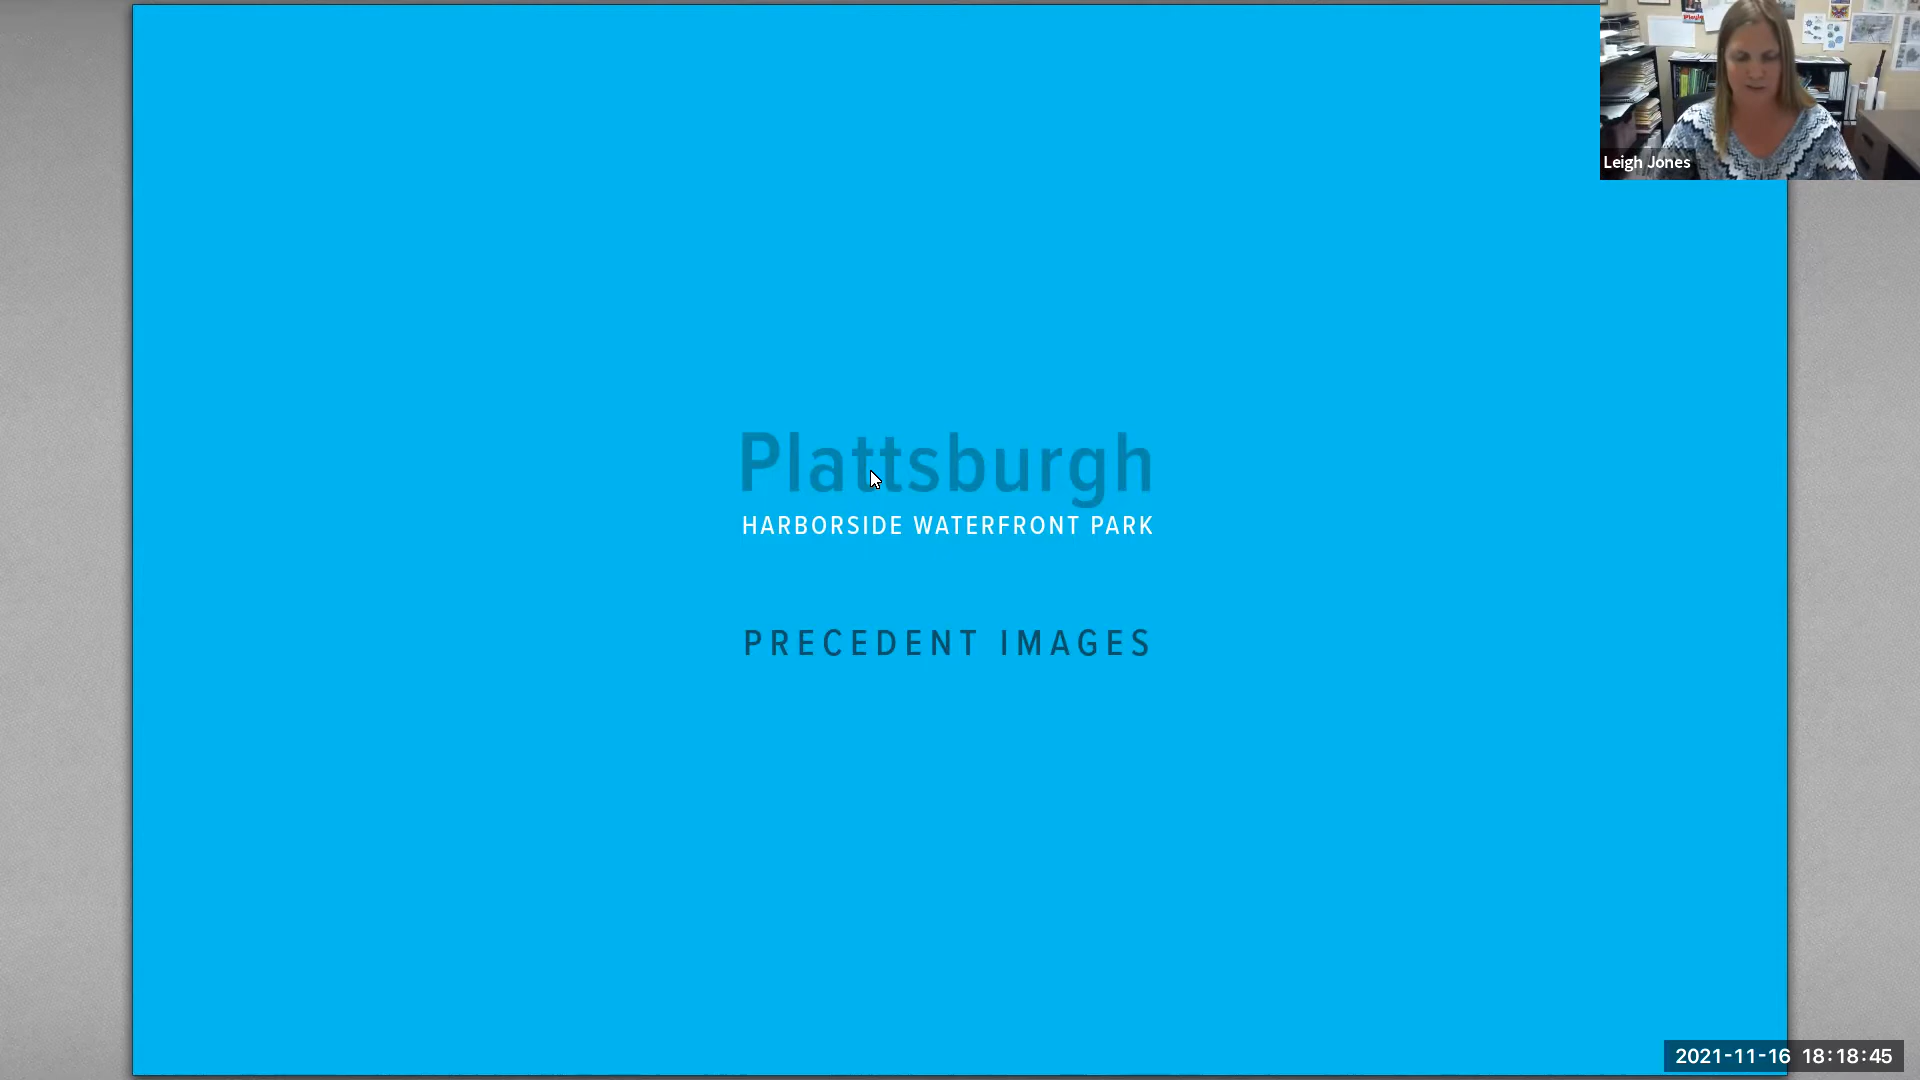 Leigh Jones
Plattsburgh
HARBORSIDE WATERFRONT PARK
PRECEDENT IMAGES
2021-11-16 18:18:45